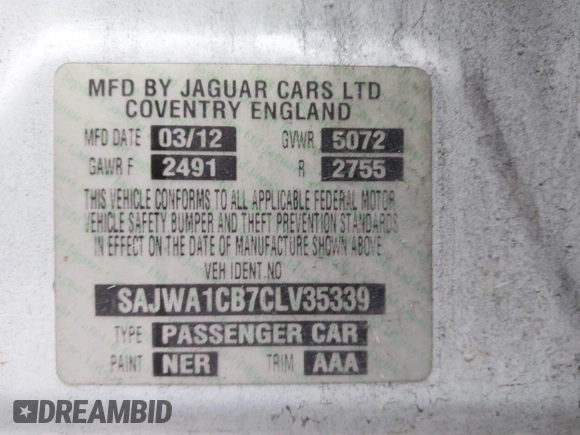 MFD BY JAGUAR CARS LTD
COVENTRY ENGLAND
MFD DATE 03/12 GVWR 5072
GAWR F 2491 R 2755
THIS VEHICLE CONFORMS TO ALL APPLICABLE FEDERAL MOTOR
VEHICLE SAFETY BUMPER AND THEFT PREVENTION STANDARDS
IN EFFECT ON THE DATE OF MANUFACTURE SHOWN ABOVE
VEH IDENT NO
SAJWA1CB7CLV35339
TYPE PASSENGER CAR
PAINT NER TRIM AAA
DREAMBID